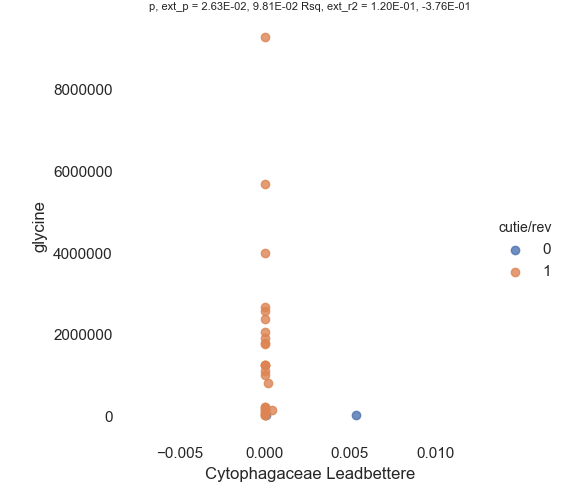 p, ext_p = 2.63E-02, 9.81E-02 Rsq, ext_r2 = 1.20E-01, -3.76E-01
8000000
6000000
4000000
2000000
0
glycine
−0.005 0.000 0.005 0.010
Cytophagaceae Leadbettere
cutie/rev
0
1